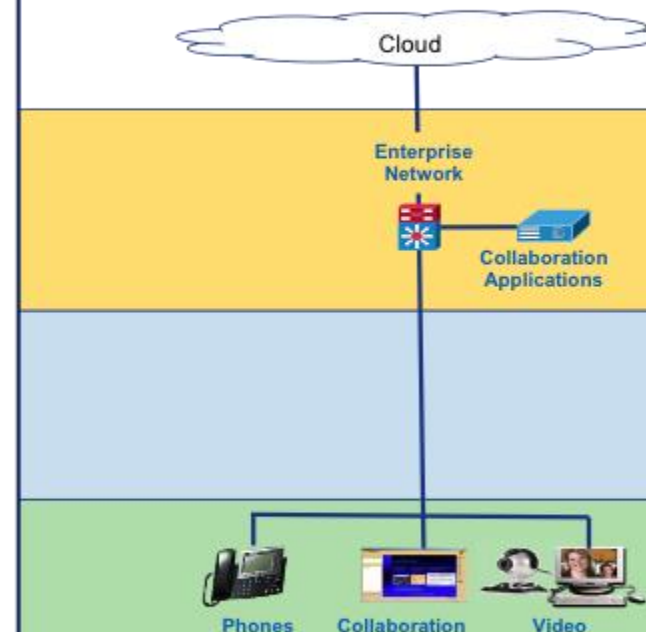 Cloud
Enterprise
Network
Collaboration
Applications
Phones
Collaboration
Video